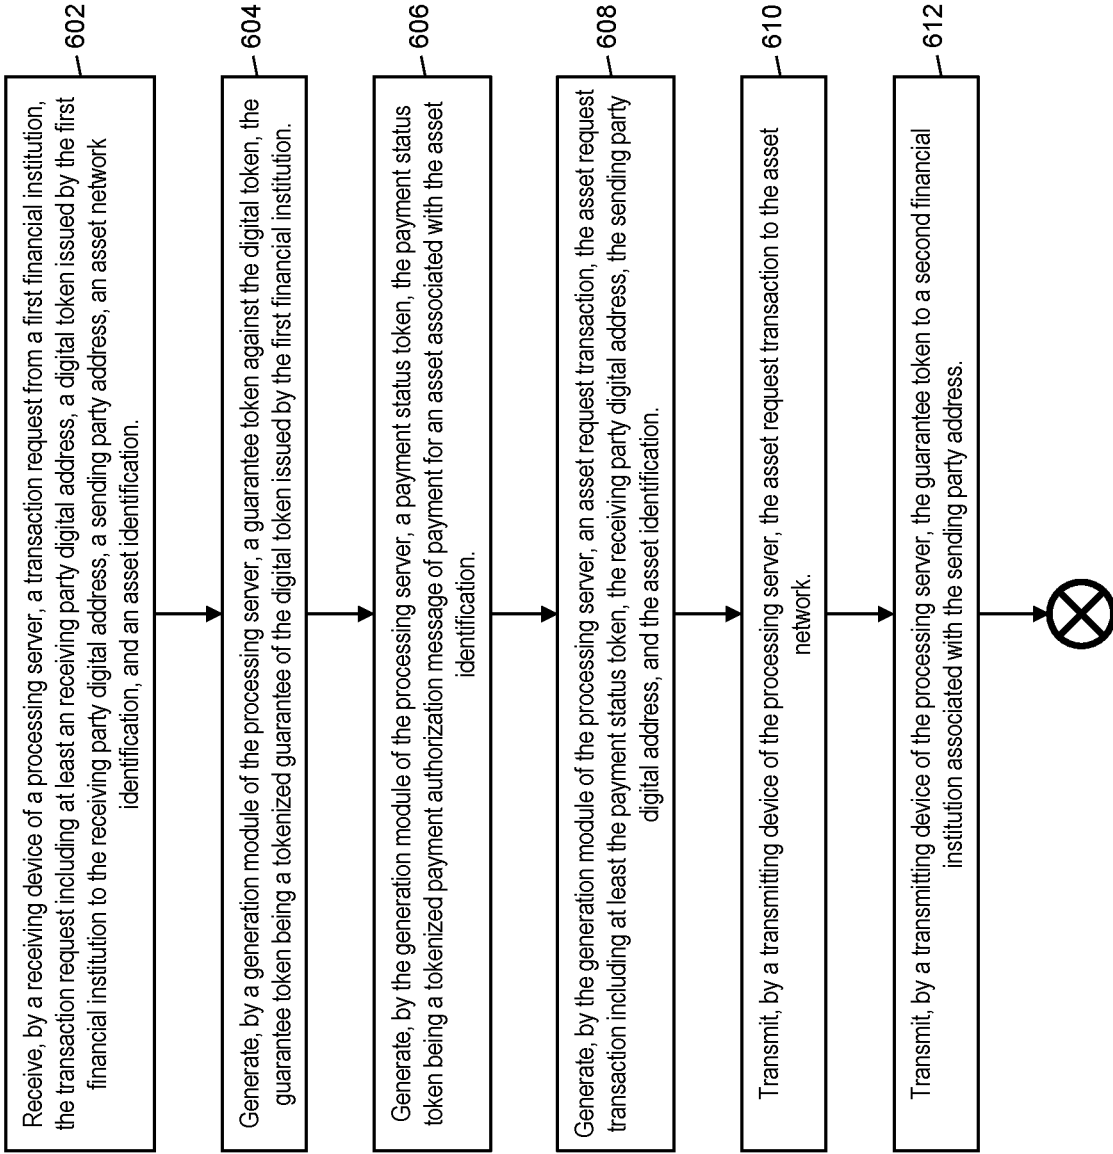 602
Receive, by a receiving device of a processing server, a transaction request from a first financial institution,
the transaction request including at least an receiving party digital address, a digital token issued by the first
financial institution to the receiving party digital address, a sending party address, an asset network
identification, and an asset identification.
604
Generate, by a generation module of the processing server, a guarantee token against the digital token, the
guarantee token being a tokenized guarantee of the digital token issued by the first financial institution.
606
Generate, by the generation module of the processing server, a payment status token, the payment status
token being a tokenized payment authorization message of payment for an asset associated with the asset
identification.
608
Generate, by the generation module of the processing server, an asset request transaction, the asset request
transaction including at least the payment status token, the receiving party digital address, the sending party
digital address, and the asset identification.
610
Transmit, by a transmitting device of the processing server, the asset request transaction to the asset
network.
612
Transmit, by a transmitting device of the processing server, the guarantee token to a second financial
institution associated with the sending party address.